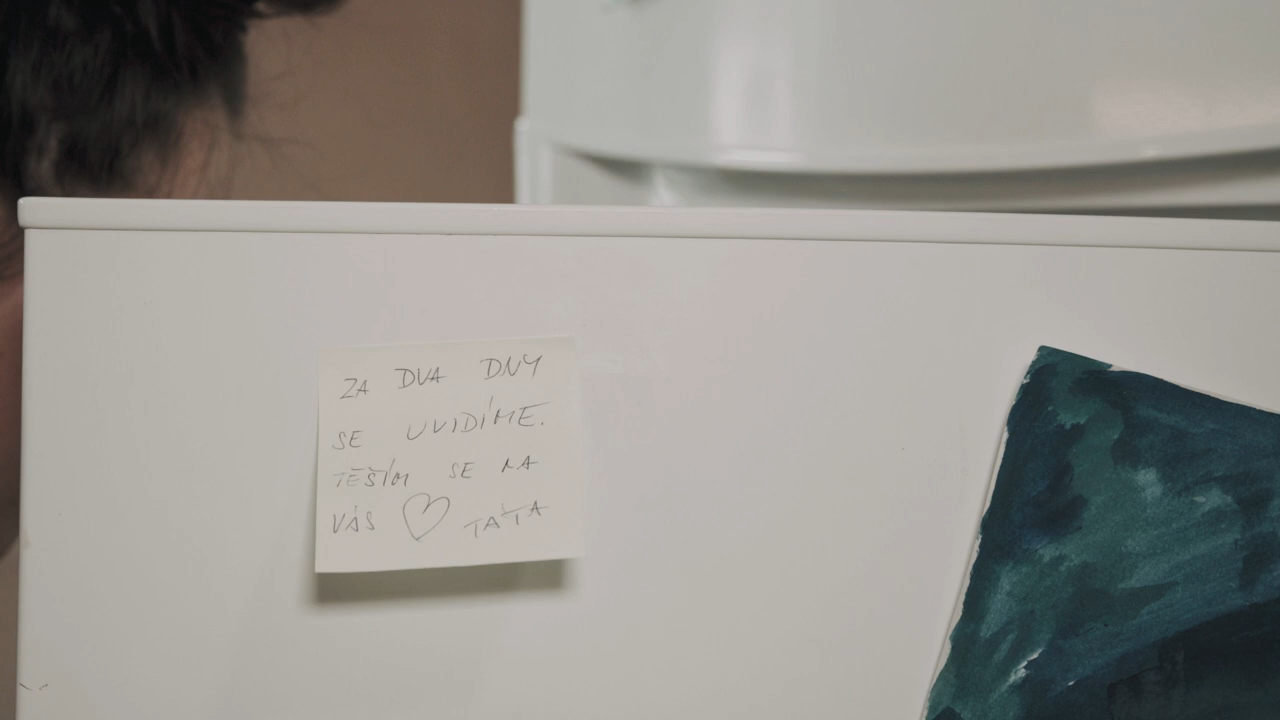 ZA DVA DNY
SE UVIDÍME.
TĚŠÍM SE NA
VÁS ♡ TÁTA